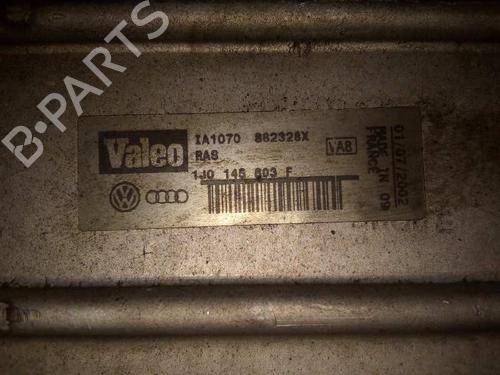 B-PARTS
Valeo
IA1070 862328X
RAS
VA8
1J0 145 803 F
01/07/2002
MADE IN 09
FRANCE